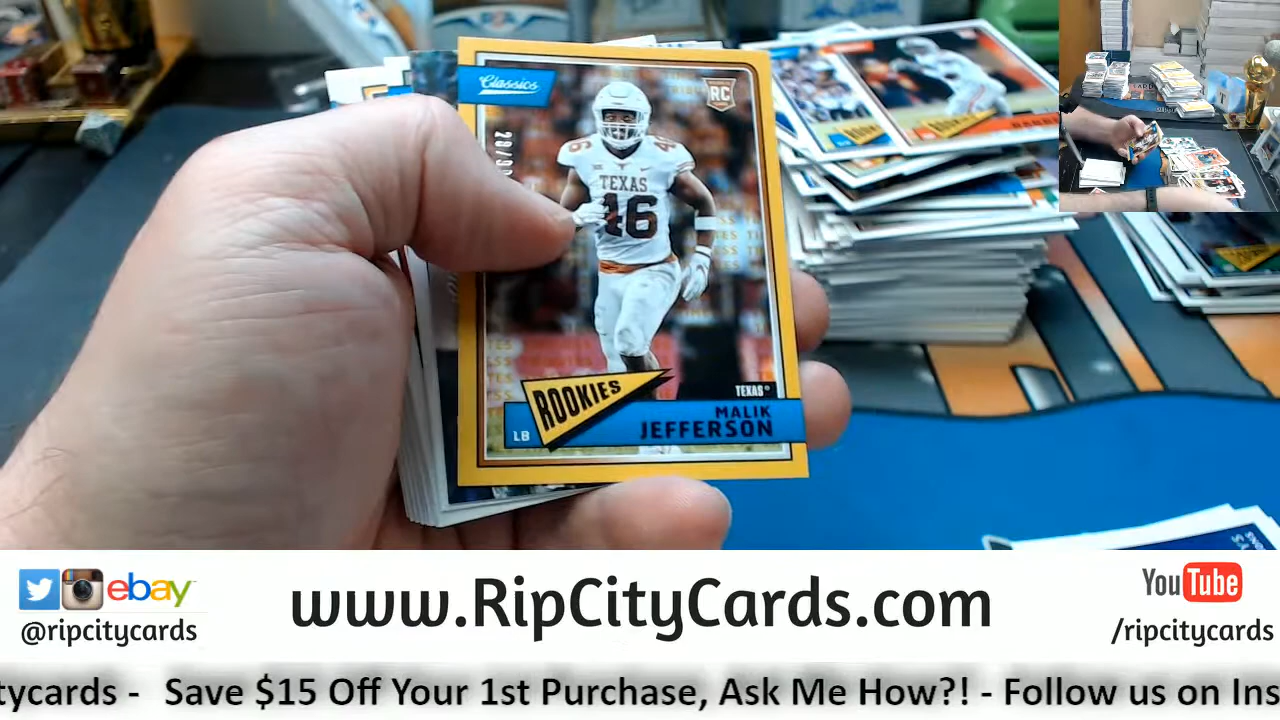 Classics
RC
46
TEXAS
46
ROOKIES
TEXAS
LB
MALIK
JEFFERSON
ebay
@ripcitycards
www.RipCityCards.com
YouTube
/ripcitycards
tycards - Save $15 Off Your 1st Purchase, Ask Me How?! - Follow us on Ins